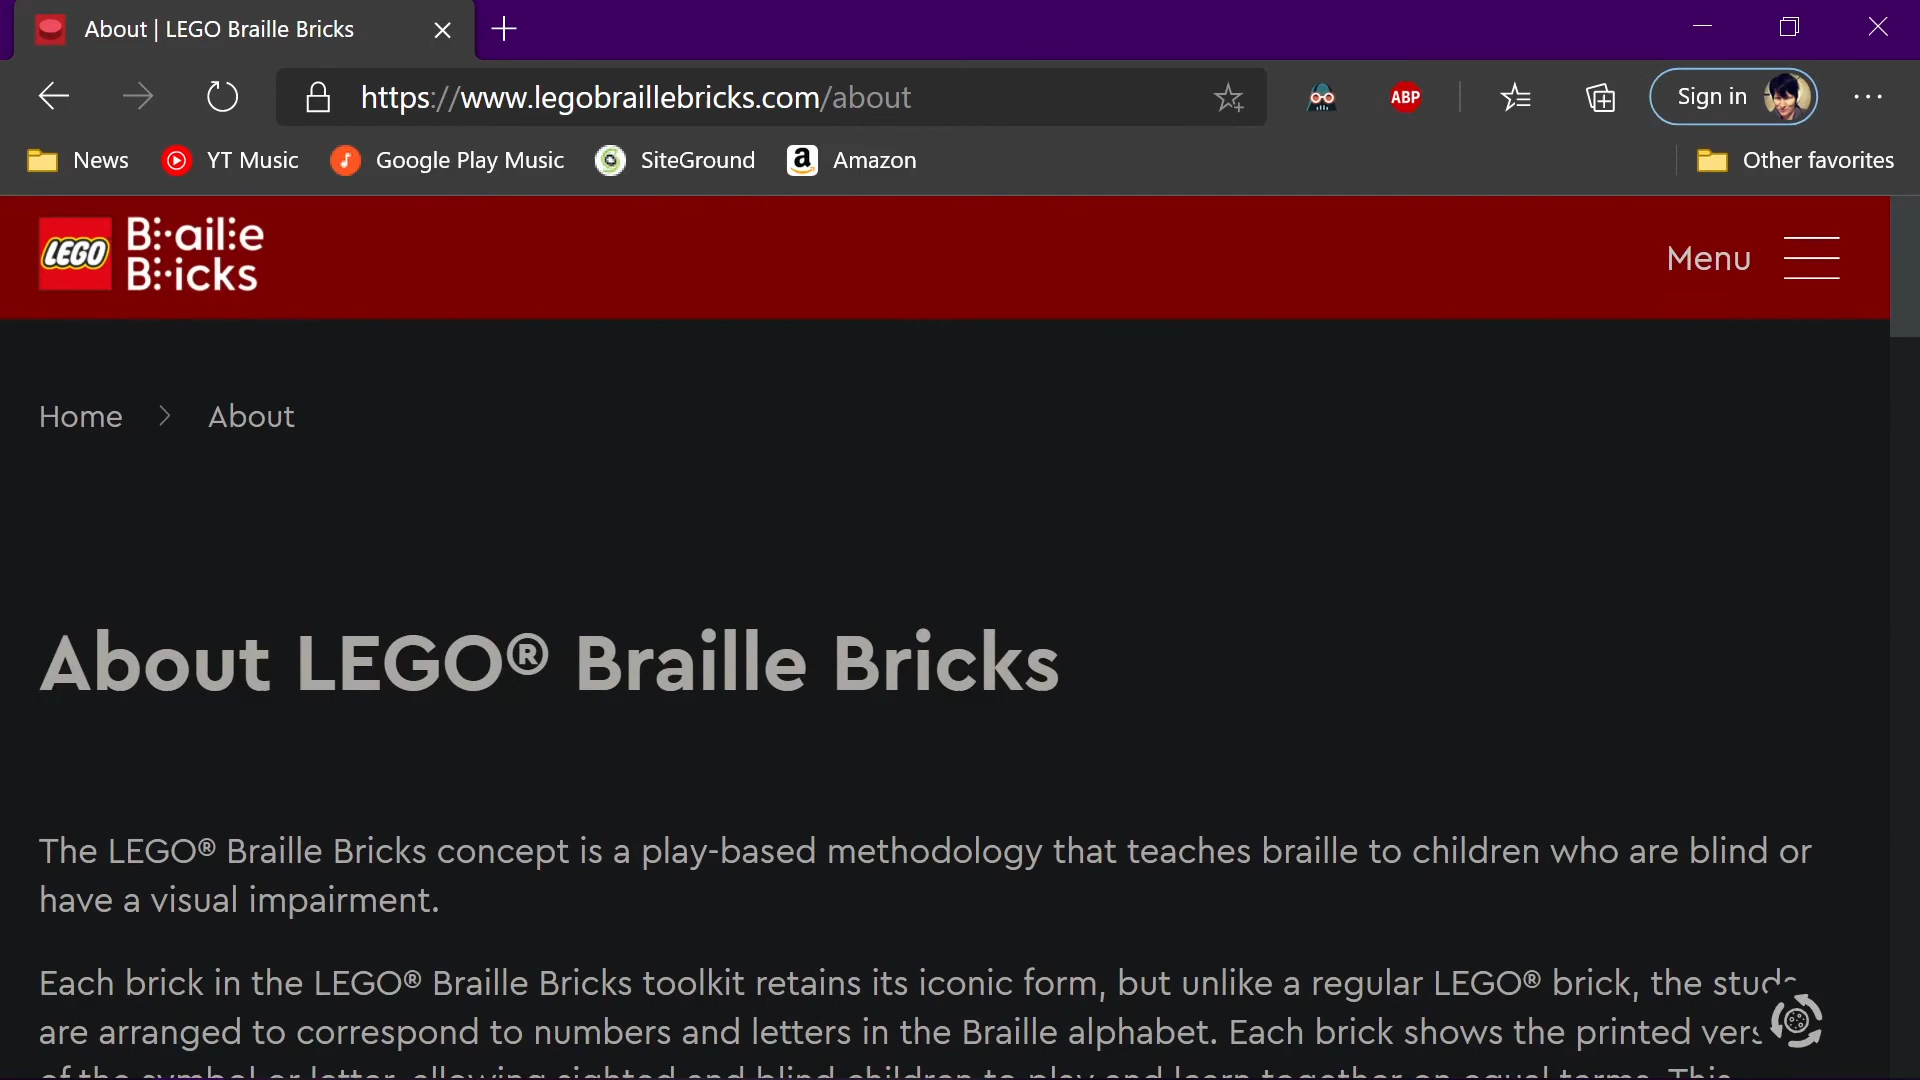 About | LEGO Braille Bricks
https://www.legobraillebricks.com/about
ABP
Sign in
News
YT Music
Google Play Music
SiteGround
a
Amazon
Other favorites
LEGO
Braille
Bricks
Menu
Home
About
About LEGO® Braille Bricks
The LEGO® Braille Bricks concept is a play-based methodology that teaches braille to children who are blind or
have a visual impairment.
Each brick in the LEGO® Braille Bricks toolkit retains its iconic form, but unlike a regular LEGO® brick, the studs
are arranged to correspond to numbers and letters in the Braille alphabet. Each brick shows the printed vers
of the symbol or letter, allowing sighted and blind children to play and learn together on equal terms. This